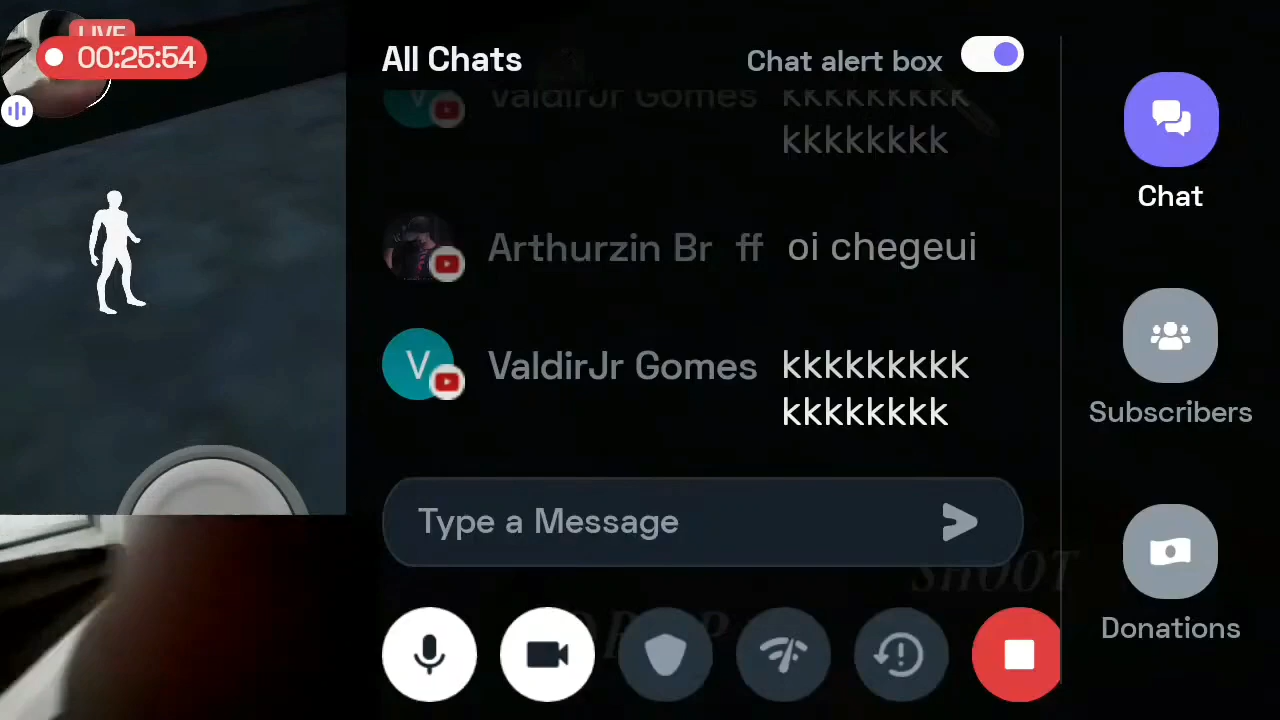 LIVE
00:25:54
All Chats
Chat alert box
ValdirJr Gomes kkkkkkkkk
kkkkkkkk
Arthurzin Br ff oi chegeui
V ValdirJr Gomes kkkkkkkkk
kkkkkkkk
Type a Message
SHOOT
Chat
Subscribers
Donations